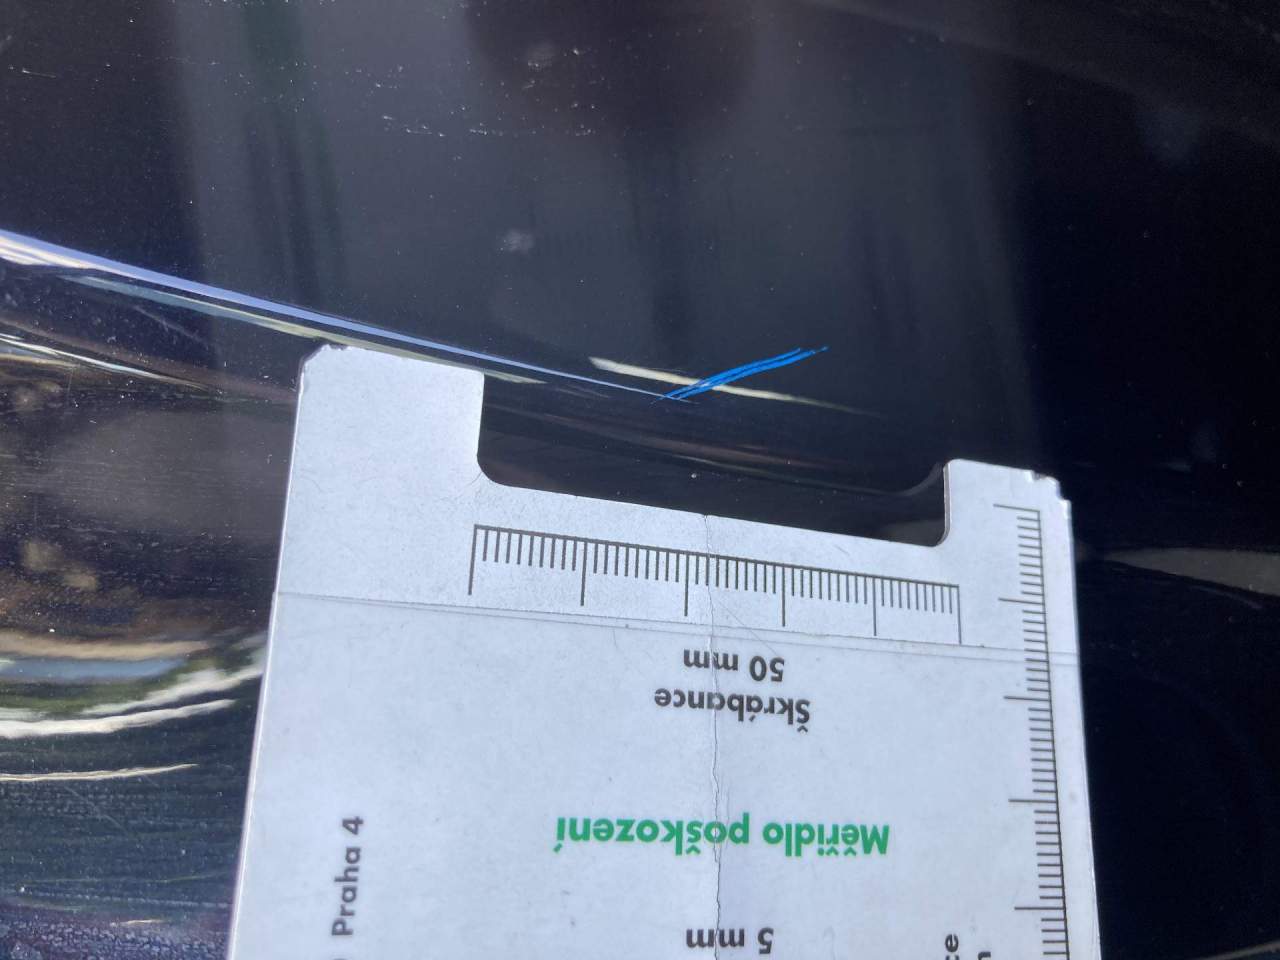 5 mm
Měřidlo poškození
Škrábance
50 mm
Praha 4